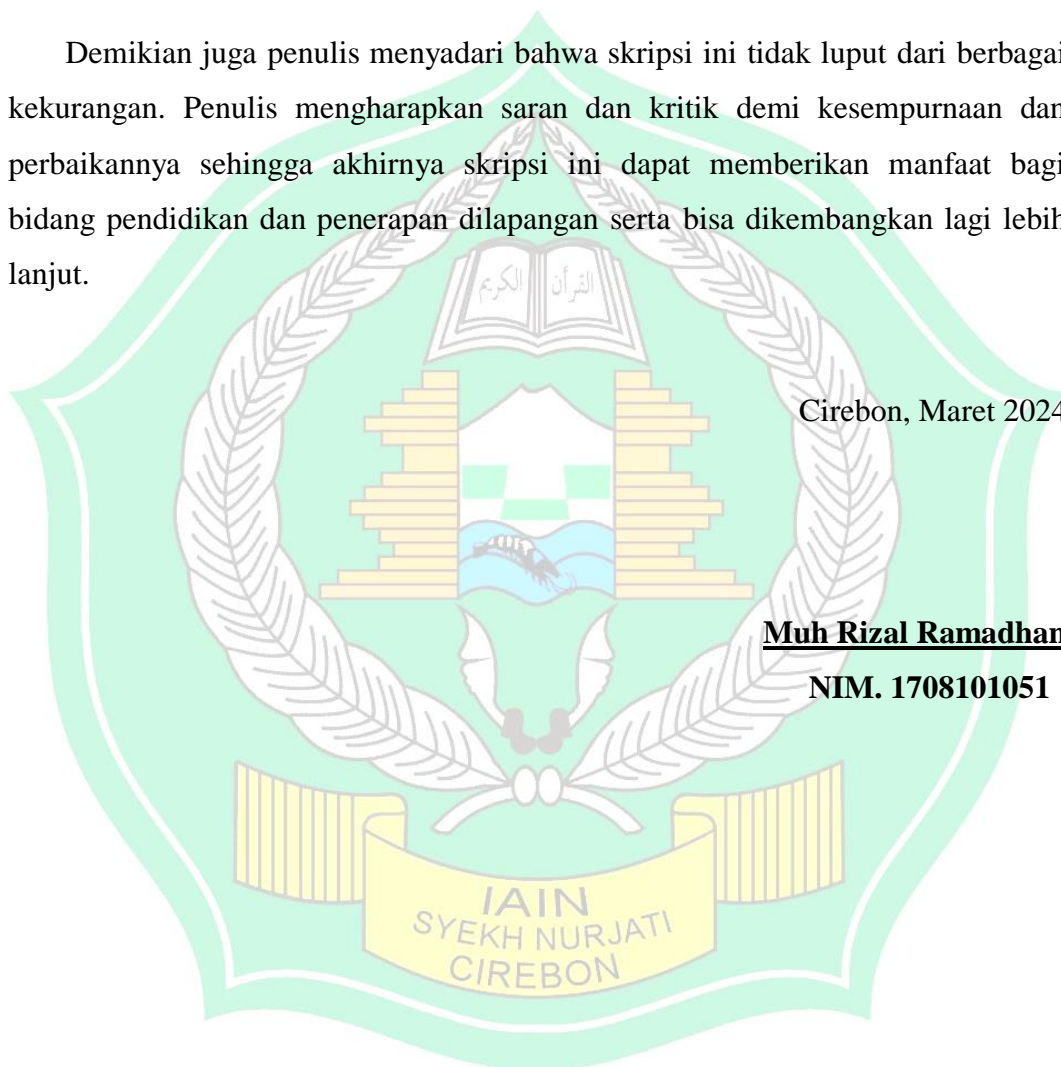 Demikian juga penulis menyadari bahwa skripsi ini tidak luput dari berbagai
kekurangan. Penulis mengharapkan saran dan kritik demi kesempurnaan dan
perbaikannya sehingga akhirnya skripsi ini dapat memberikan manfaat bagi
bidang pendidikan dan penerapan dilapangan serta bisa dikembangkan lagi lebih
lanjut.
القرأن الكريم
Cirebon, Maret 2024
Muh Rizal Ramadhan
NIM. 1708101051
IAIN
SYEKH NURJATI
CIREBON